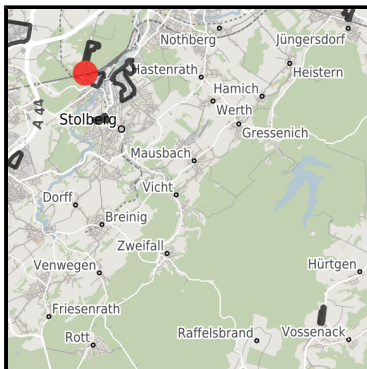 Nothberg
Jüngersdorf
Hastenrath
Heistern
Hamich
A 44
Werth
Stolberg
Gressenich
Mausbach
Vicht
Dorff
Breinig
Zweifall
Venwegen
Hürtgen
Friesenrath
Raffelsbrand
Vossenack
Rott